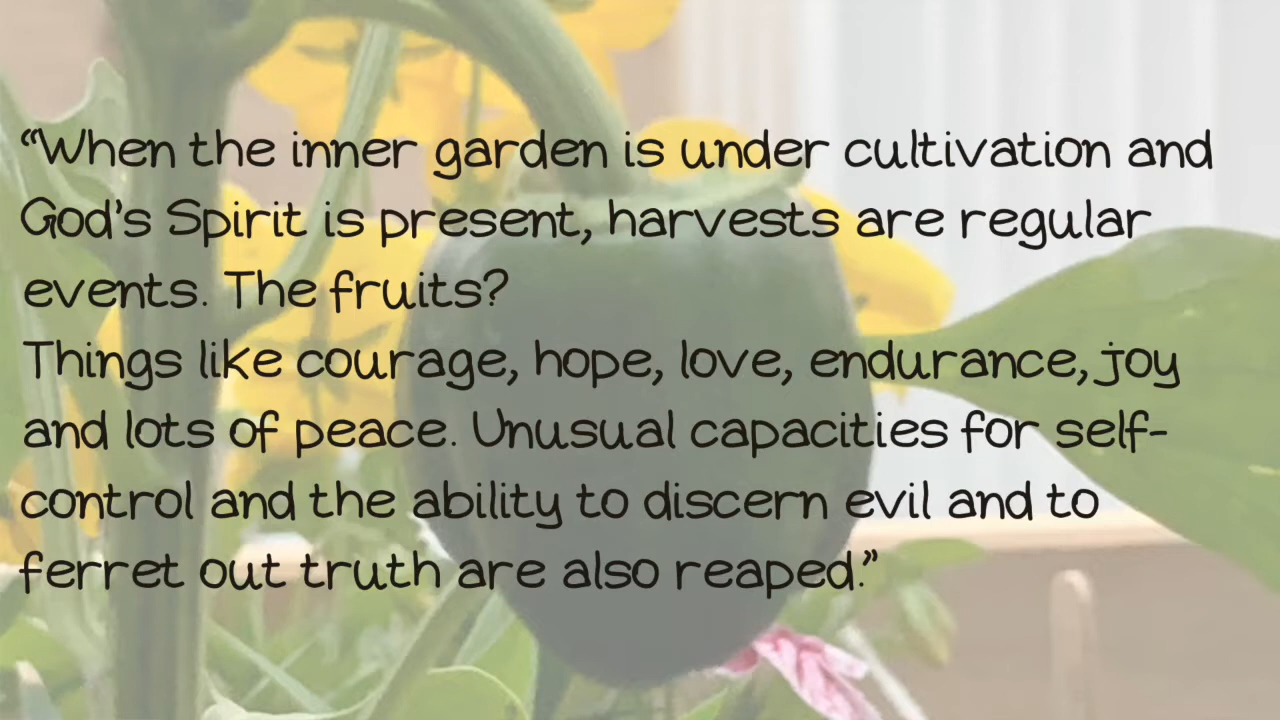 “When the inner garden is under cultivation and
God’s Spirit is present, harvests are regular
events. The fruits?
Things like courage, hope, love, endurance, joy
and lots of peace. Unusual capacities for self-
control and the ability to discern evil and to
ferret out truth are also reaped.”